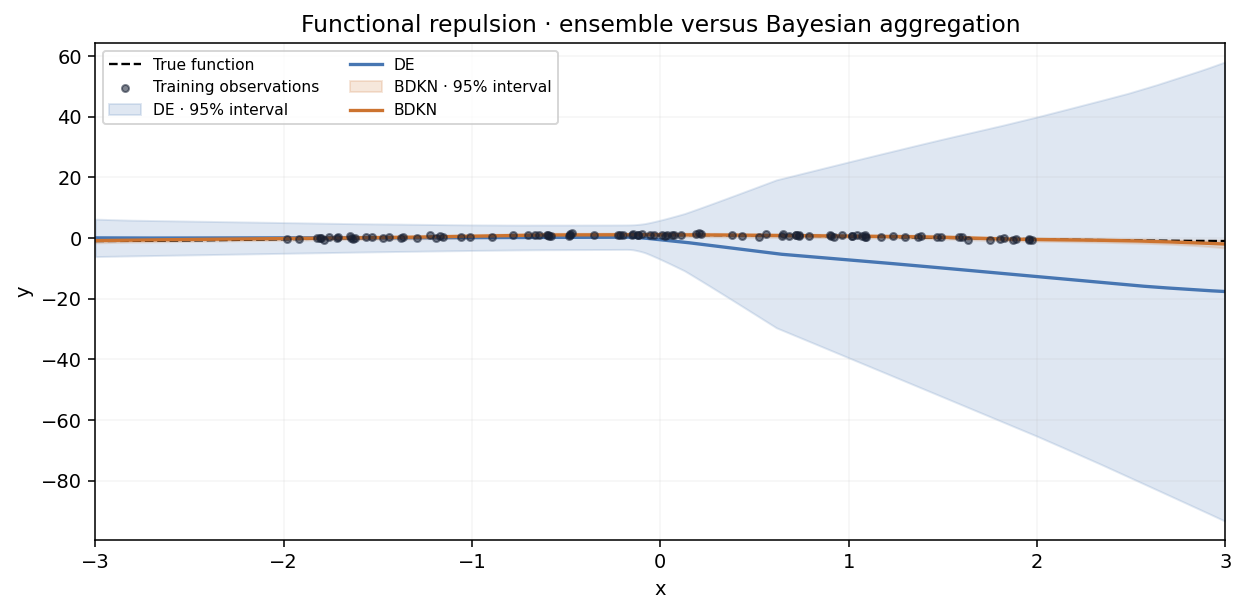 Functional repulsion · ensemble versus Bayesian aggregation
True function
Training observations
DE · 95% interval
DE
BDKN · 95% interval
BDKN
60
40
20
0
−20
−40
−60
−80
y
−3
−2
−1
0
1
2
3
x